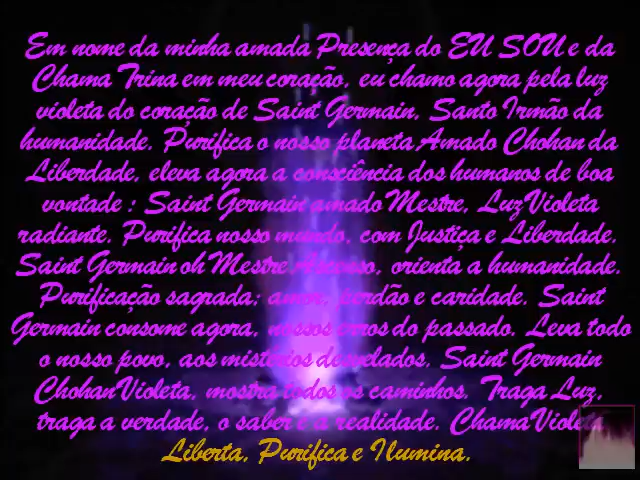 Em nome da minha amada Presença do EU SOU e da
Chama Trina em meu coração, eu chamo agora pela luz
violeta do coração de Saint Germain, Santo Irmão da
humanidade. Purifica o nosso planeta Amado Chohan da
Liberdade, eleva agora a consciência dos humanos de boa
vontade : Saint Germain amado Mestre, Luz Violeta
radiante. Purifica nosso mundo, com Justiça e Liberdade.
Saint Germain oh Mestre Ascenso, orienta a humanidade.
Purificação sagrada; amor, perdão e caridade. Saint
Germain consome agora, nossos erros do passado. Leva todo
o nosso povo, aos mistérios desvelados. Saint Germain
Chohan Violeta, mostra todos os caminhos. Traga Luz,
traga a verdade, o saber e a realidade. Chama Violeta
Liberta, Purifica e Ilumina.